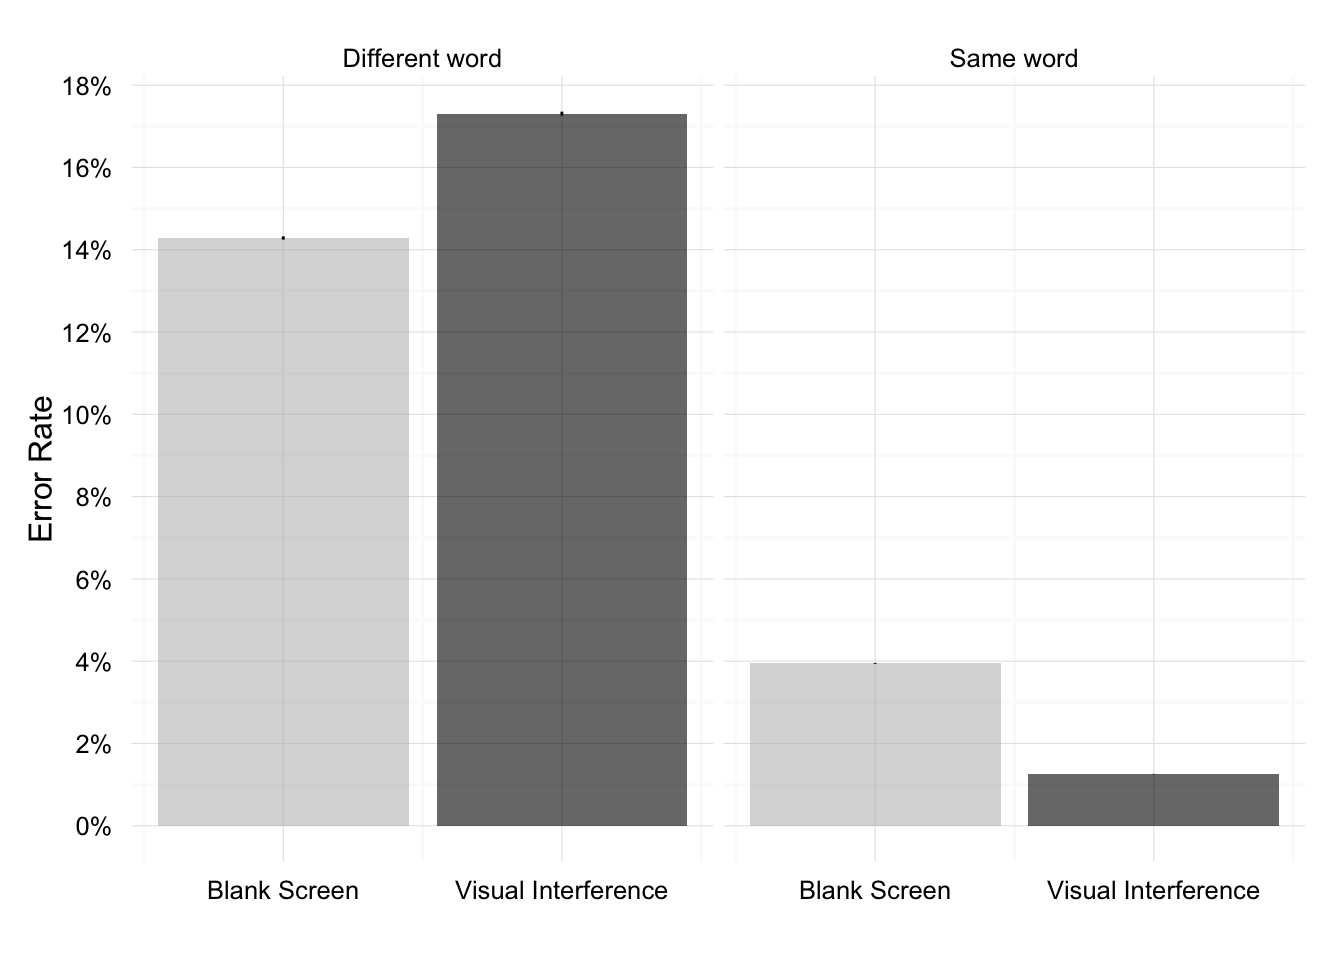 Different word
Same word
Error Rate
18%
16%
14%
12%
10%
8%
6%
4%
2%
0%
Blank Screen
Visual Interference
Blank Screen
Visual Interference